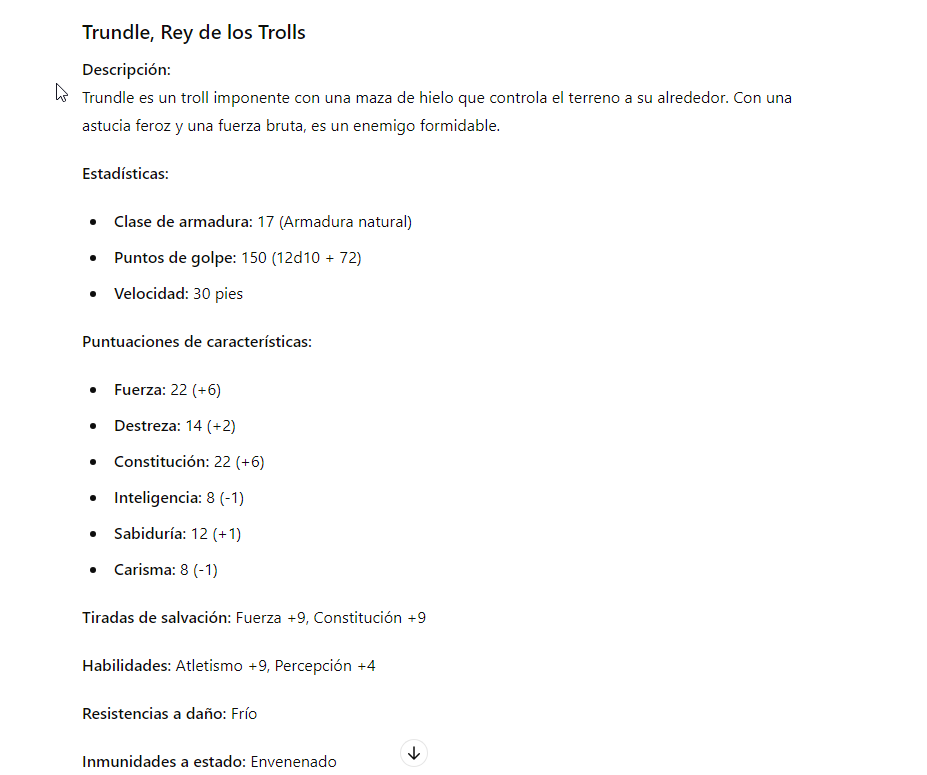 Trundle, Rey de los Trolls
Descripción:
Trundle es un troll imponente con una maza de hielo que controla el terreno a su alrededor. Con una
astucia feroz y una fuerza bruta, es un enemigo formidable.
Estadísticas:
• Clase de armadura: 17 (Armadura natural)
• Puntos de golpe: 150 (12d10 + 72)
• Velocidad: 30 pies
Puntuaciones de características:
• Fuerza: 22 (+6)
• Destreza: 14 (+2)
• Constitución: 22 (+6)
• Inteligencia: 8 (-1)
• Sabiduría: 12 (+1)
• Carisma: 8 (-1)
Tiradas de salvación: Fuerza +9, Constitución +9
Habilidades: Atletismo +9, Percepción +4
Resistencias a daño: Frío
Inmunidades a estado: Envenenado